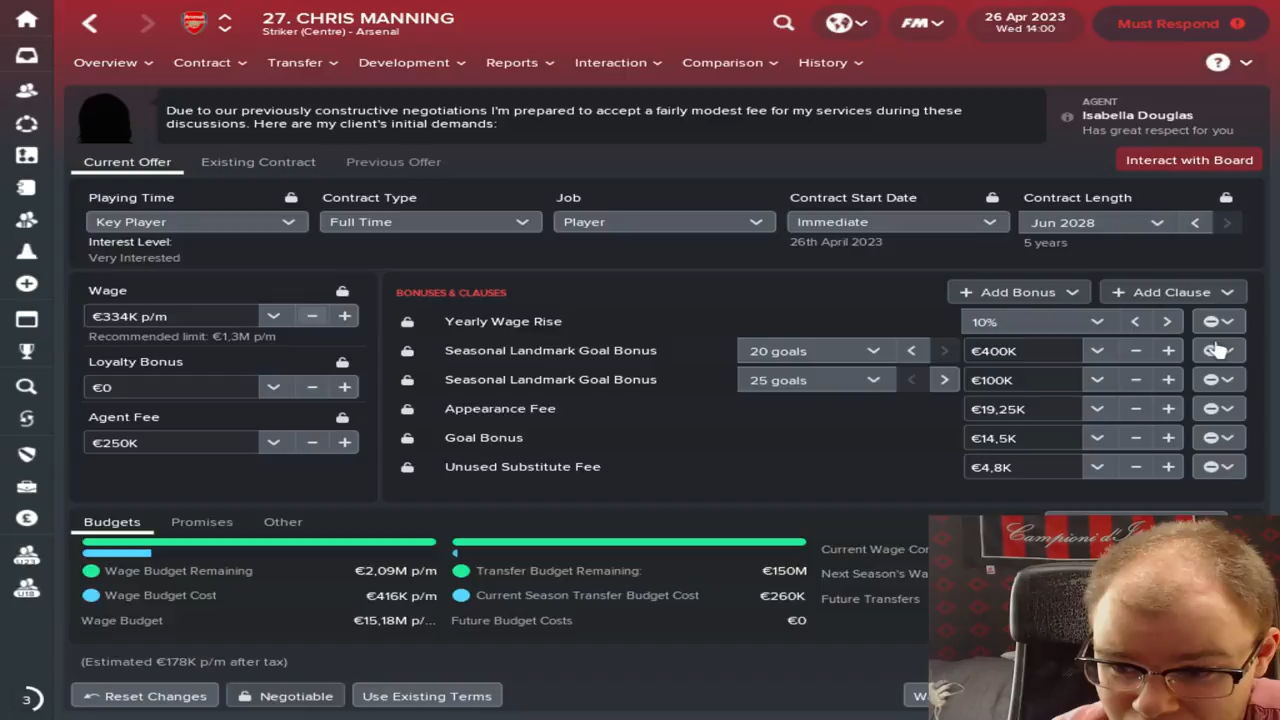 27. CHRIS MANNING
Striker (Centre) - Arsenal
FM
26 Apr 2023
Wed 14:00
Must Respond
Overview
Contract
Transfer
Development
Reports
Interaction
Comparison
History
?
Due to our previously constructive negotiations I'm prepared to accept a fairly modest fee for my services during these
discussions. Here are my client's initial demands:
AGENT
Isabella Douglas
Has great respect for you
Current Offer
Existing Contract
Previous Offer
Interact with Board
Playing Time
Contract Type
Job
Contract Start Date
Contract Length
Key Player
Full Time
Player
Immediate
Jun 2028
Interest Level:
Very Interested
26th April 2023
5 years
Wage
€334K p/m
Recommended limit: €1,3M p/m
Loyalty Bonus
€0
Agent Fee
€250K
BONUSES & CLAUSES
+ Add Bonus
+ Add Clause
Yearly Wage Rise
10%
Seasonal Landmark Goal Bonus
20 goals
€400K
Seasonal Landmark Goal Bonus
25 goals
€100K
Appearance Fee
€19,25K
Goal Bonus
€14,5K
Unused Substitute Fee
€4,8K
Budgets
Promises
Other
Wage Budget Remaining
€2,09M p/m
Wage Budget Cost
€416K p/m
Wage Budget
€15,18M p/...
Transfer Budget Remaining:
€150M
Current Season Transfer Budget Cost
€260K
Future Budget Costs
€0
Current Wage Co
Next Season's Wa
Future Transfers
(Estimated €178K p/m after tax)
Reset Changes
Negotiable
Use Existing Terms
U23
U18
3